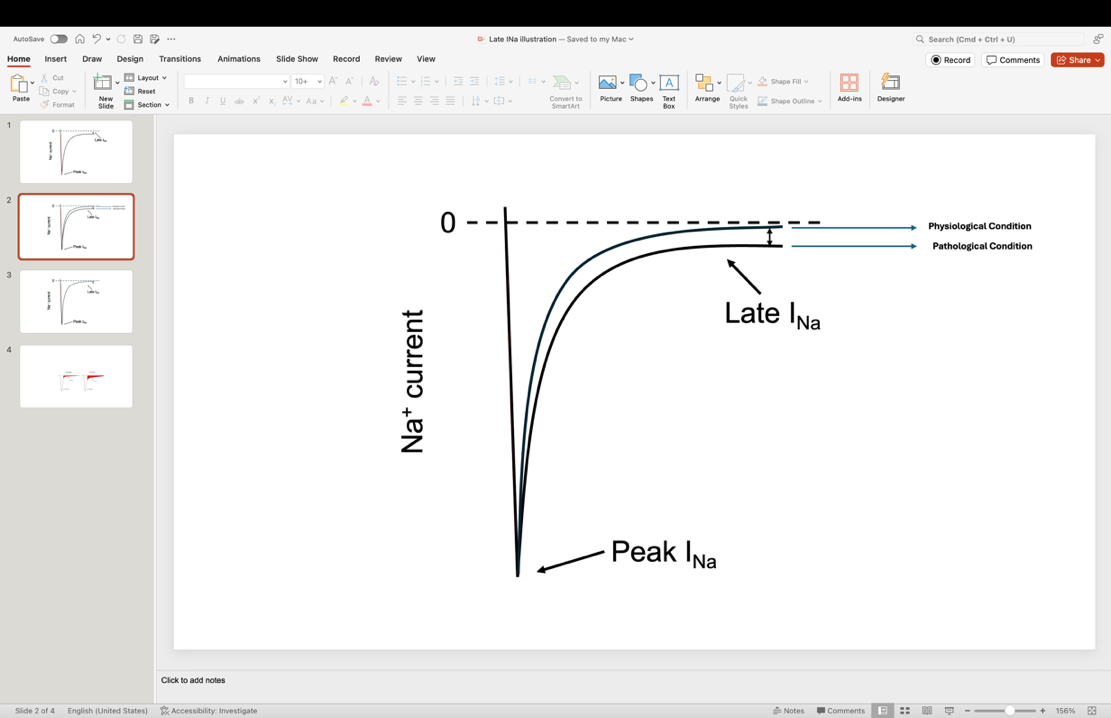 AutoSave
Late INa illustration — Saved to my Mac
Search (Cmd + Ctrl + U)
Home Insert Draw Design Transitions Animations Slide Show Record Review View
Record Comments Share
Paste
Cut
Copy
Format
New Slide
Layout
Reset
Section
10+
Convert to SmartArt
Picture
Shapes
Text Box
Arrange
Quick Styles
Shape Fill
Shape Outline
Add-ins
Designer
1
2
3
4
0
Physiological Condition
Pathological Condition
Late INa
Na+ current
Peak INa
Click to add notes
Slide 2 of 4 English (United States) Accessibility: Investigate Notes Comments 156%